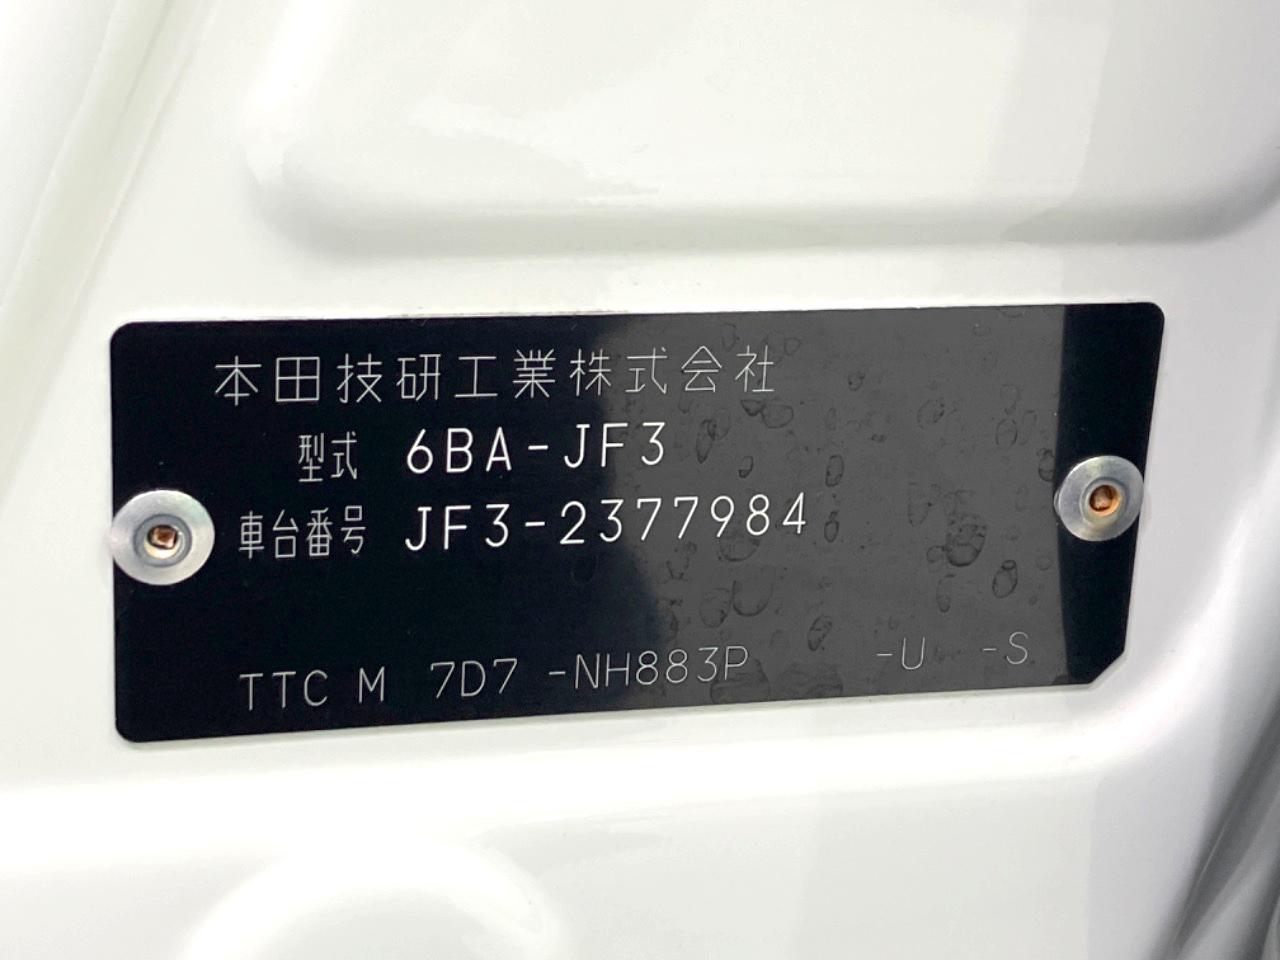 本田技研工業株式会社
型式 6BA-JF3
車台番号 JF3-2377984
TTC M 7D7 -NH883P -U -S